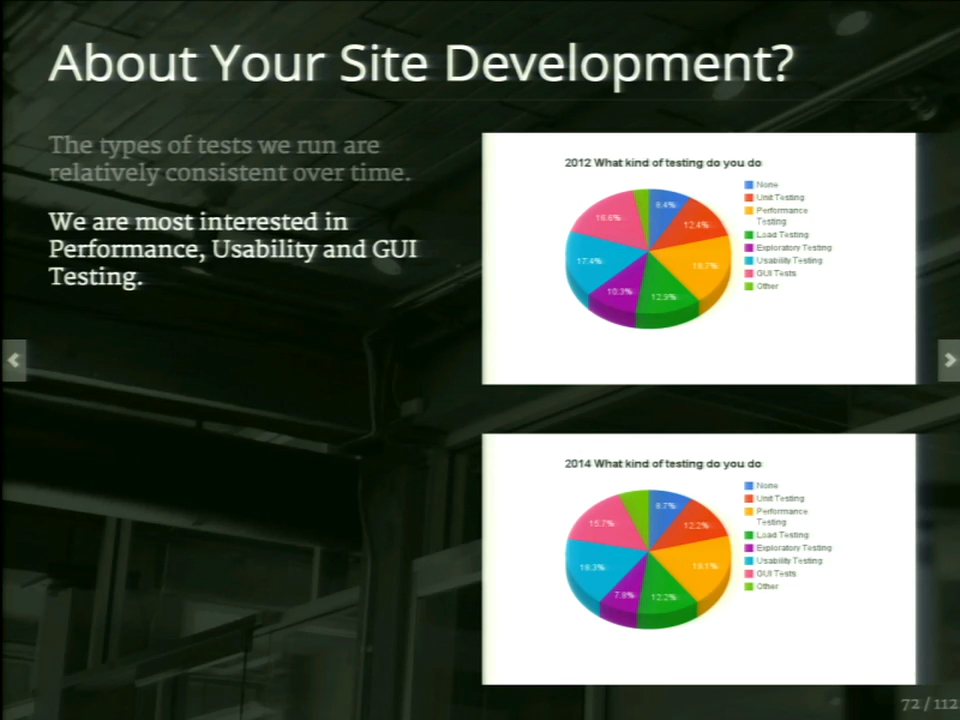 About Your Site Development?
The types of tests we run are
relatively consistent over time.
We are most interested in
Performance, Usability and GUI
Testing.
2012 What kind of testing do you do
8.4%
12.4%
18.7%
12.9%
10.3%
17.4%
16.6%
None
Unit Testing
Performance
Testing
Load Testing
Exploratory Testing
Usability Testing
GUI Tests
Other
2014 What kind of testing do you do
8.7%
12.2%
19.1%
12.2%
7.8%
18.3%
15.7%
None
Unit Testing
Performance
Testing
Load Testing
Exploratory Testing
Usability Testing
GUI Tests
Other
72 / 112